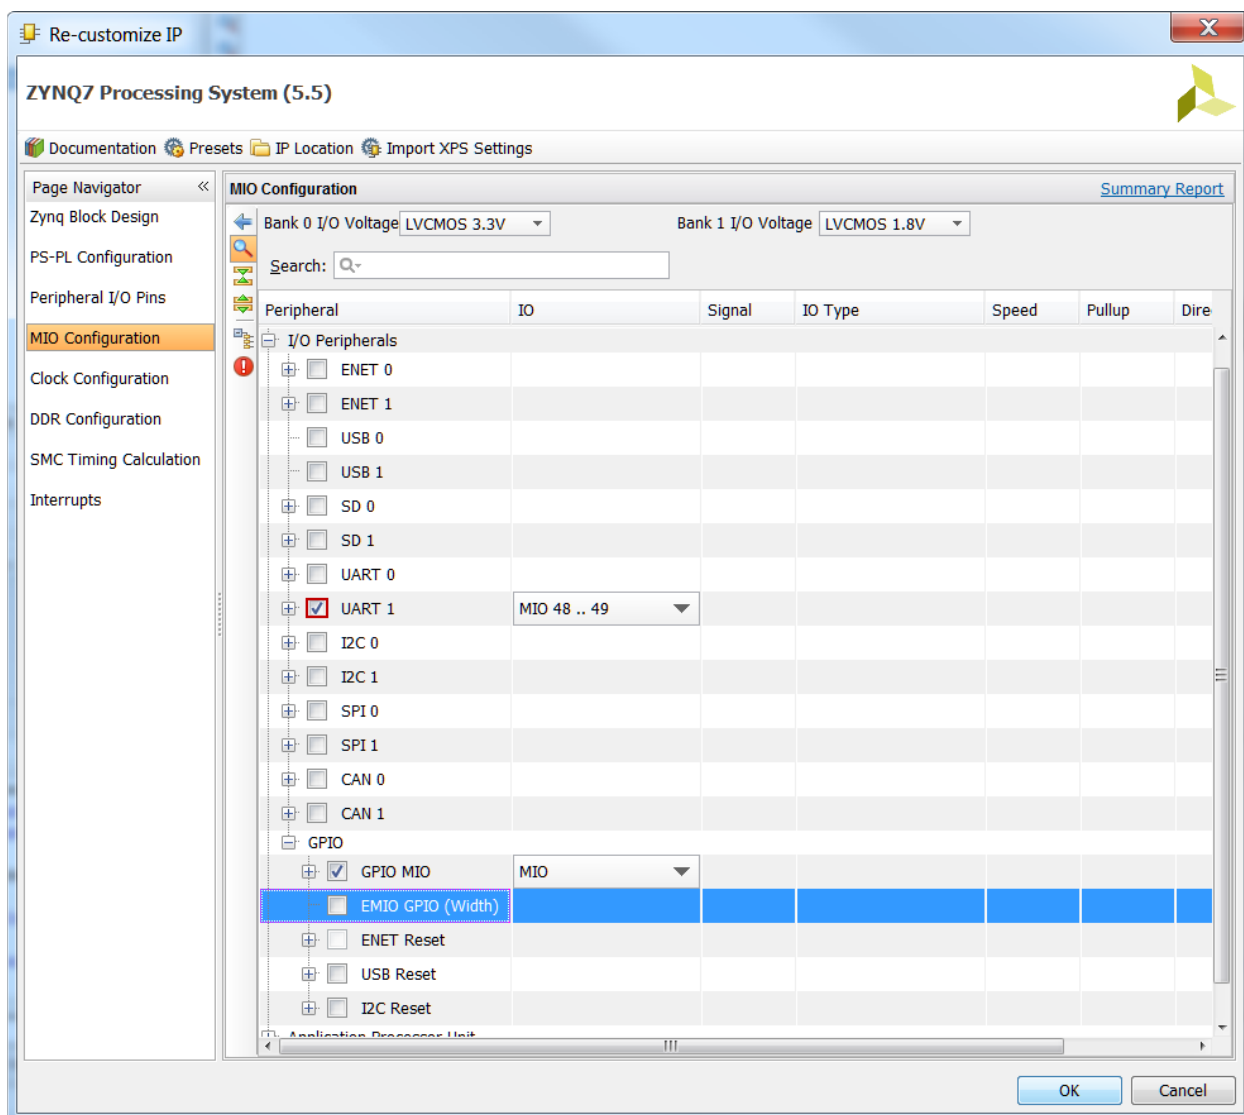 Re-customize IP
X
ZYNQ7 Processing System (5.5)
Documentation Presets IP Location Import XPS Settings
Page Navigator «
Zynq Block Design
PS-PL Configuration
Peripheral I/O Pins
MIO Configuration
Clock Configuration
DDR Configuration
SMC Timing Calculation
Interrupts
MIO Configuration Summary Report
Bank 0 I/O Voltage LVCMOS 3.3V Bank 1 I/O Voltage LVCMOS 1.8V
Search:
Peripheral IO Signal IO Type Speed Pullup Dire
I/O Peripherals
ENET 0
ENET 1
USB 0
USB 1
SD 0
SD 1
UART 0
UART 1 MIO 48 .. 49
I2C 0
I2C 1
SPI 0
SPI 1
CAN 0
CAN 1
GPIO
GPIO MIO MIO
EMIO GPIO (Width)
ENET Reset
USB Reset
I2C Reset
Application Processor Unit
OK Cancel